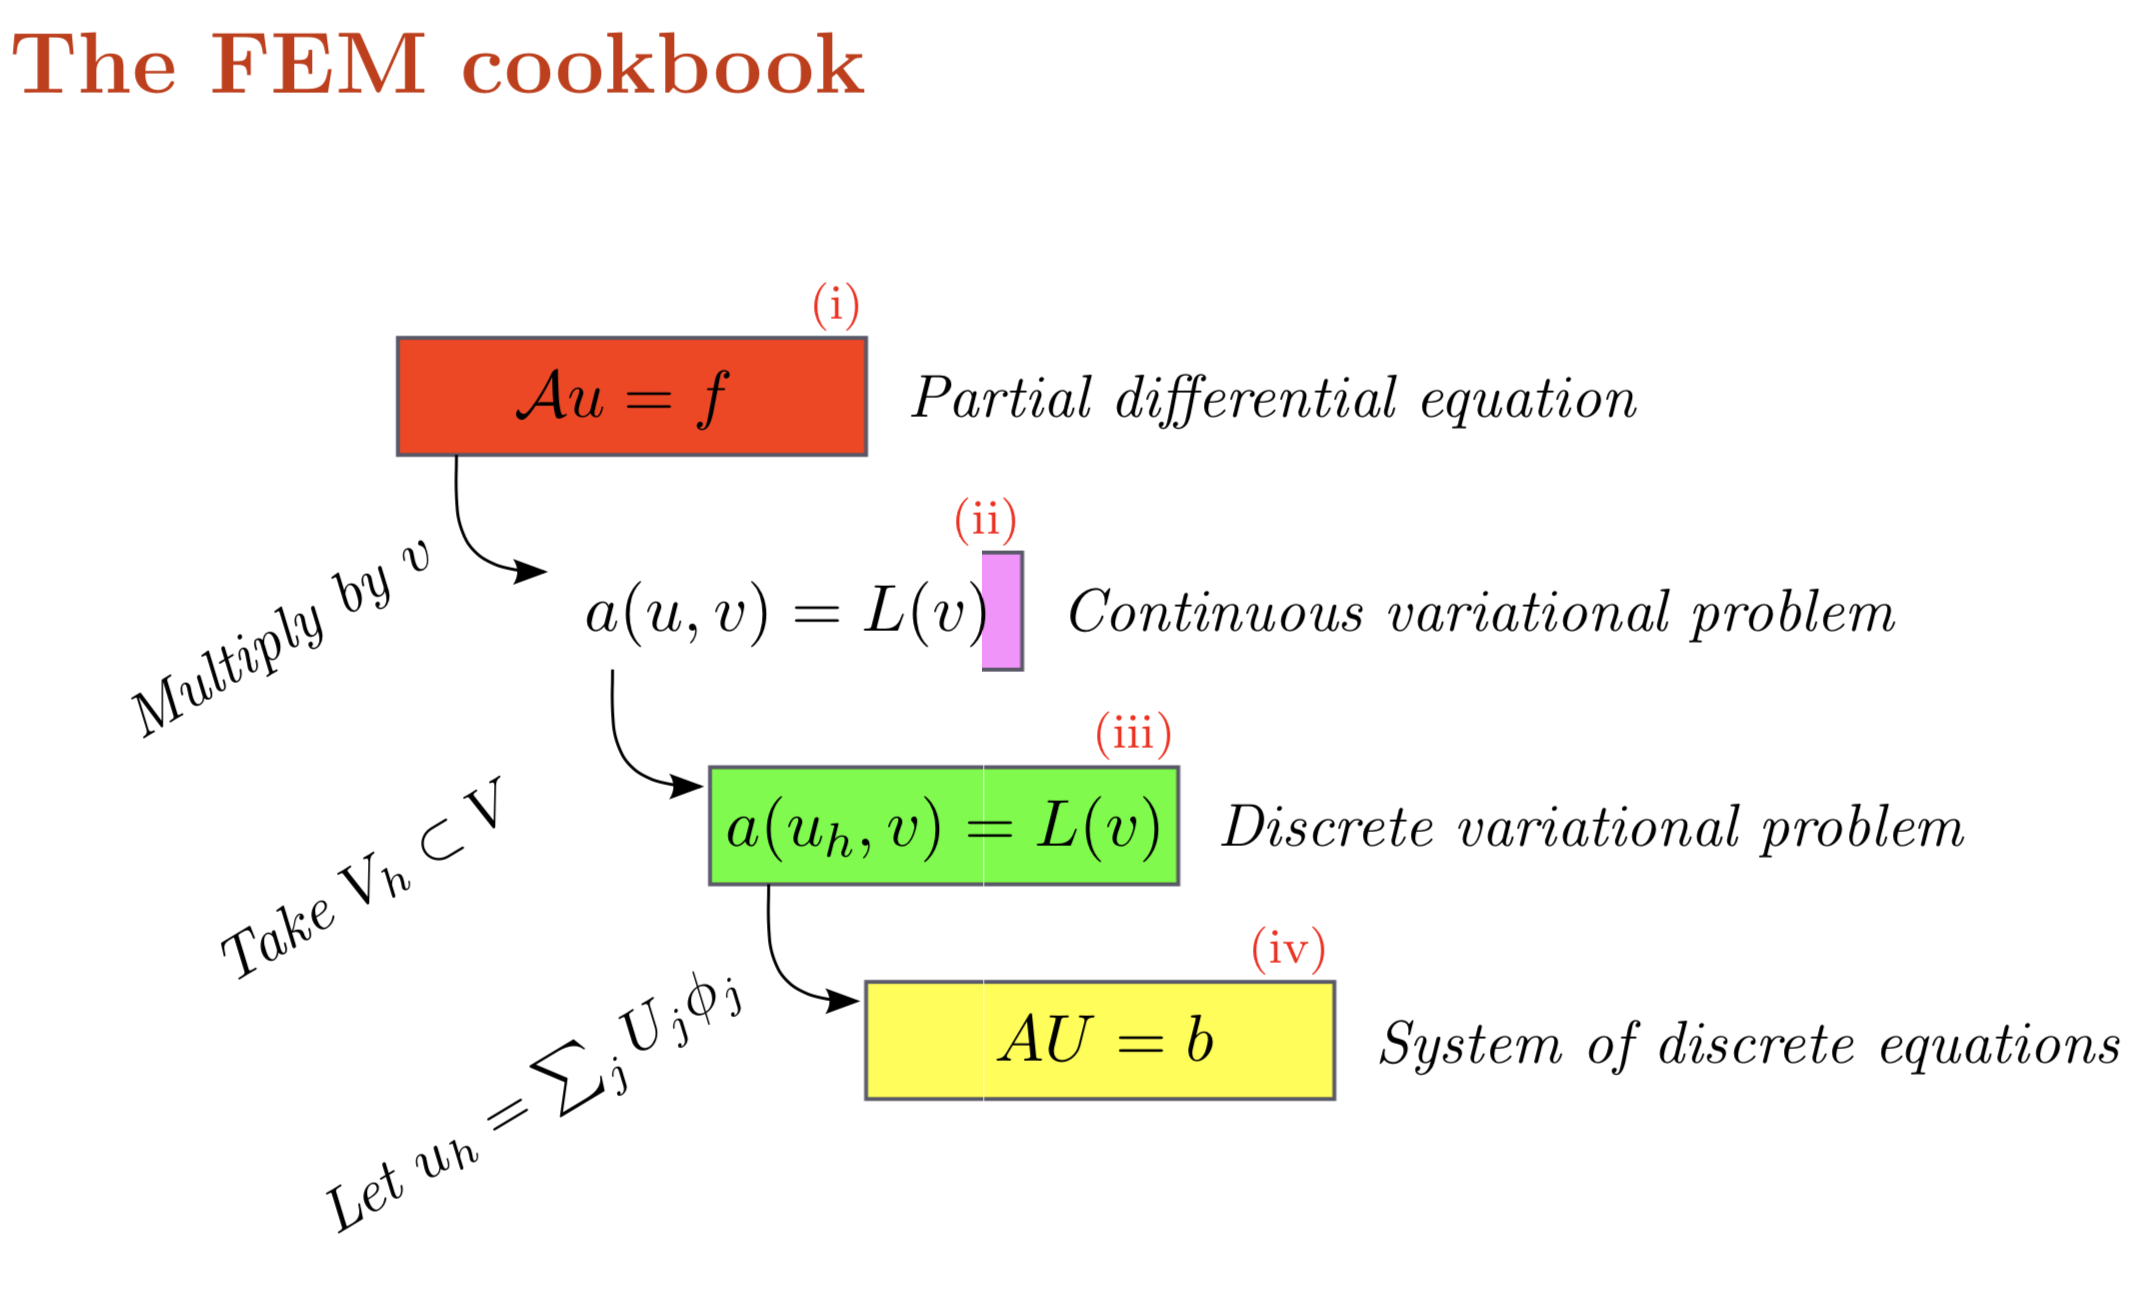 The FEM cookbook
(i)
𝒜u = f
Partial differential equation
Multiply by v
(ii)
a(u, v) = L(v)
Continuous variational problem
Take V_h ⊂ V
(iii)
a(u_h, v) = L(v)
Discrete variational problem
Let u_h = ∑_j U_j ϕ_j
(iv)
AU = b
System of discrete equations